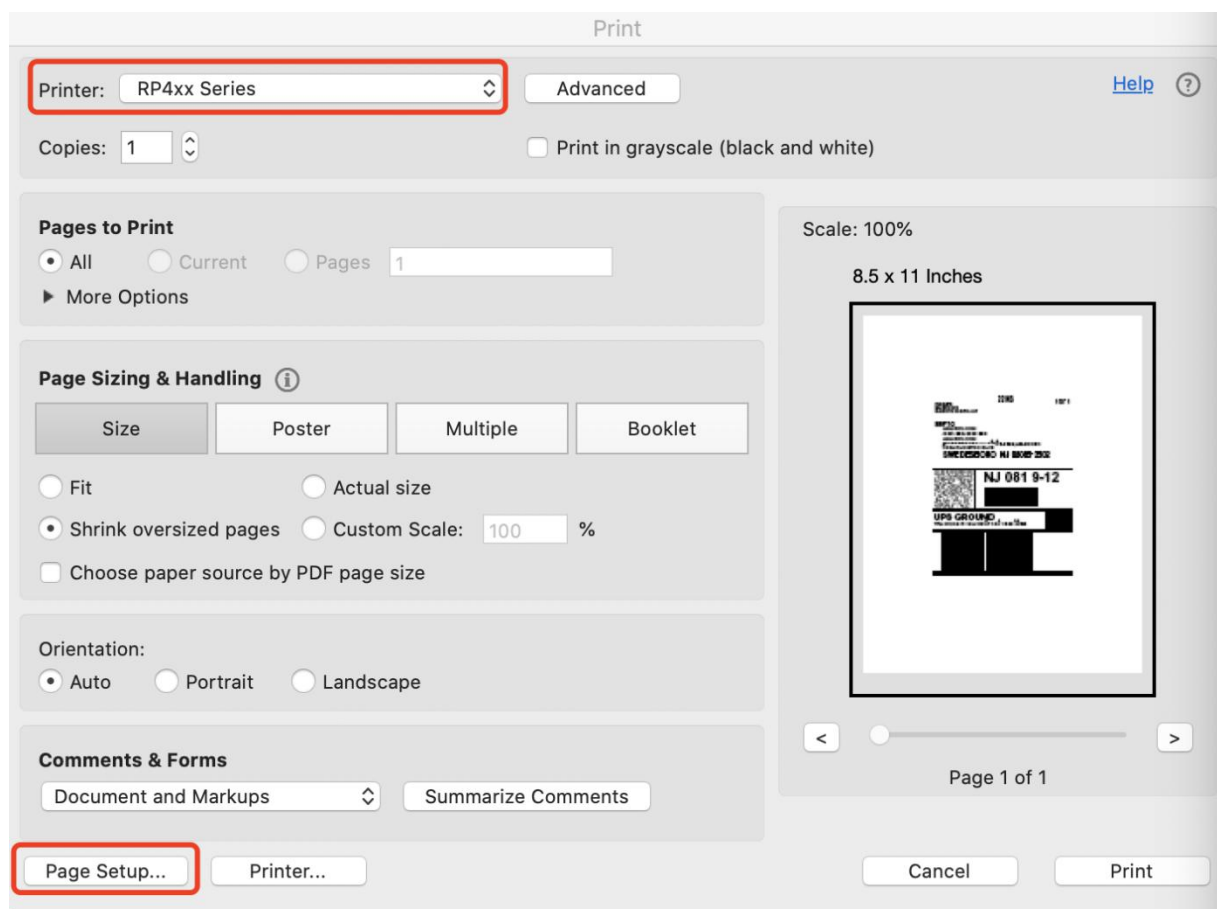 Print
Printer: RP4xx Series Advanced Help ?
Copies: 1 Print in grayscale (black and white)
Pages to Print
All Current Pages 1
More Options
Page Sizing & Handling i
Size Poster Multiple Booklet
Fit Actual size
Shrink oversized pages Custom Scale: 100 %
Choose paper source by PDF page size
Orientation:
Auto Portrait Landscape
Comments & Forms
Document and Markups Summarize Comments
Page Setup... Printer...
Scale: 100%
8.5 x 11 Inches
NJ 081 9-12
UPS GROUND
< >
Page 1 of 1
Cancel Print